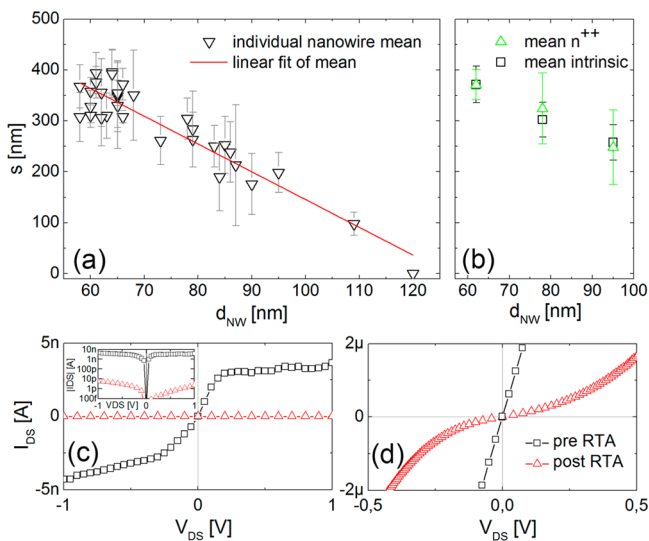 500
400
300
200
100
0
s [nm]
individual nanowire mean
linear fit of mean
(a)
60 70 80 90 100 110 120
d_NW [nm]
mean n++
mean intrinsic
(b)
60 70 80 90 100
d_NW [nm]
5n
0
-5n
I_DS [A]
10n
1n
100p
10p
1p
100f
|IDS| [A]
-1 VDS [V] 0 1
(c)
-1 0 1
V_DS [V]
2µ
0
-2µ
pre RTA
post RTA
(d)
-0,5 0,0 0,5
V_DS [V]